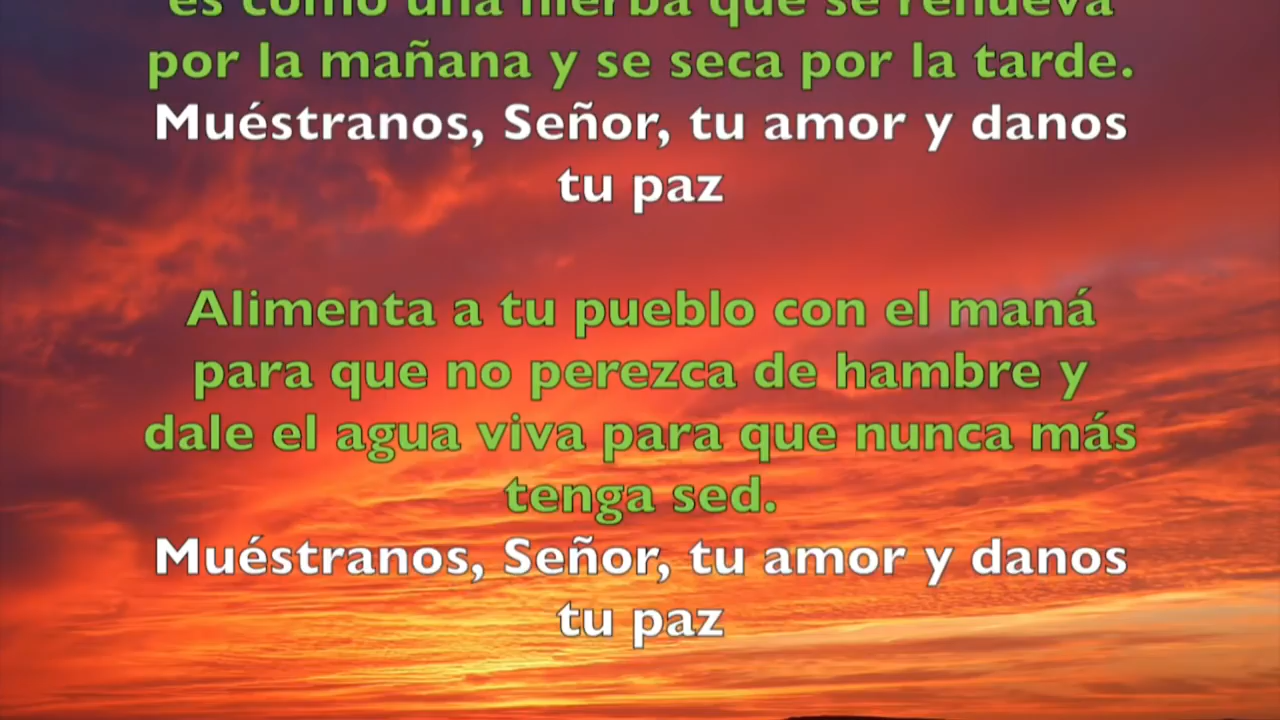 es como una hierba que se renueva
por la mañana y se seca por la tarde.
Muéstranos, Señor, tu amor y danos
tu paz
Alimenta a tu pueblo con el maná
para que no perezca de hambre y
dale el agua viva para que nunca más
tenga sed.
Muéstranos, Señor, tu amor y danos
tu paz